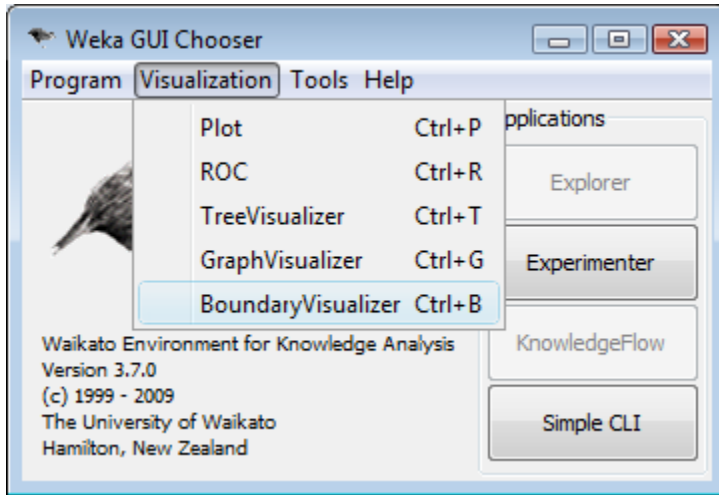 Weka GUI Chooser
Program Visualization Tools Help
Plot Ctrl+P
ROC Ctrl+R
TreeVisualizer Ctrl+T
GraphVisualizer Ctrl+G
BoundaryVisualizer Ctrl+B
pplications
Explorer
Experimenter
KnowledgeFlow
Simple CLI
Waikato Environment for Knowledge Analysis
Version 3.7.0
(c) 1999 - 2009
The University of Waikato
Hamilton, New Zealand